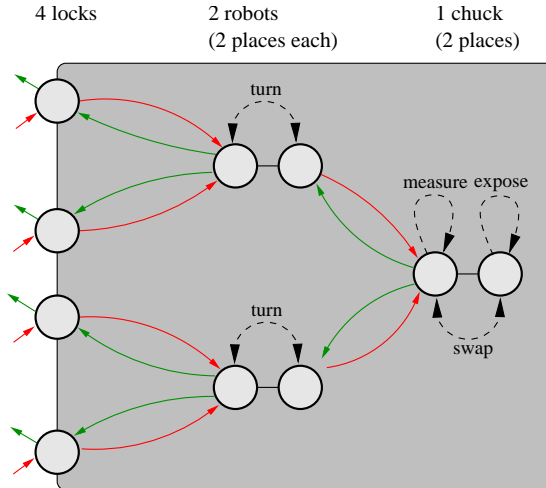 4 locks
2 robots
(2 places each)
1 chuck
(2 places)
turn
measure
expose
turn
swap